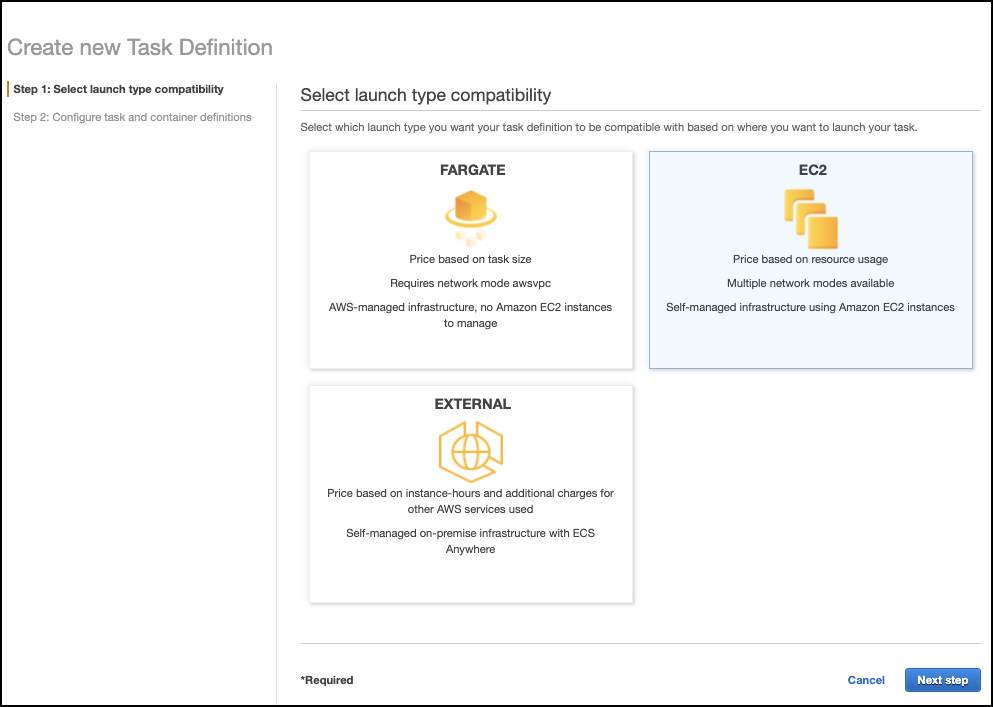 Create new Task Definition
Step 1: Select launch type compatibility
Step 2: Configure task and container definitions
Select launch type compatibility
Select which launch type you want your task definition to be compatible with based on where you want to launch your task.
FARGATE
Price based on task size
Requires network mode awsvpc
AWS-managed infrastructure, no Amazon EC2 instances
to manage
EC2
Price based on resource usage
Multiple network modes available
Self-managed infrastructure using Amazon EC2 instances
EXTERNAL
Price based on instance-hours and additional charges for
other AWS services used
Self-managed on-premise infrastructure with ECS
Anywhere
*Required
Cancel
Next step